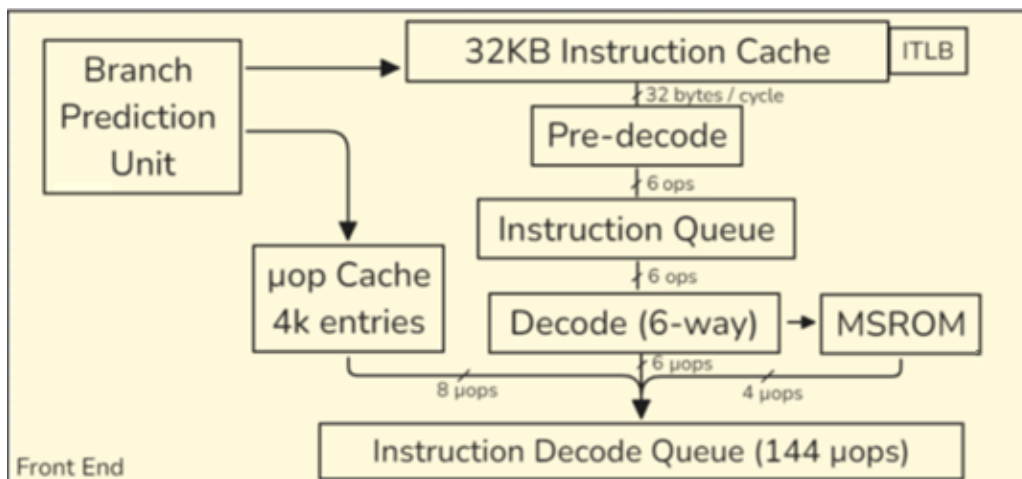 Branch
Prediction
Unit
32KB Instruction Cache
ITLB
32 bytes / cycle
Pre-decode
6 ops
Instruction Queue
6 ops
µop Cache
4k entries
Decode (6-way)
MSROM
6 µops
8 µops
4 µops
Instruction Decode Queue (144 µops)
Front End